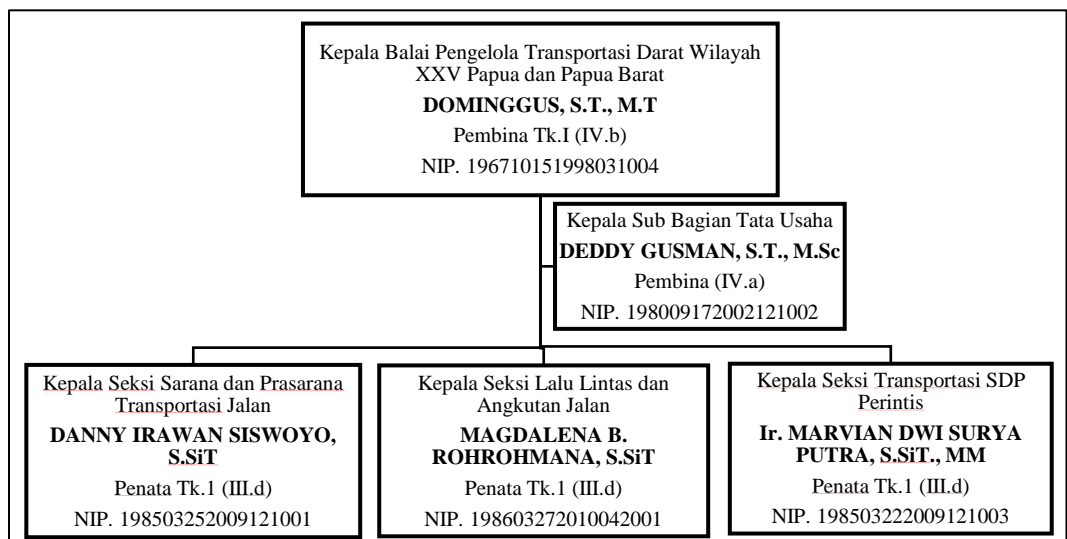 Kepala Balai Pengelola Transportasi Darat Wilayah
XXV Papua dan Papua Barat
DOMINGGUS, S.T., M.T
Pembina Tk.I (IV.b)
NIP. 196710151998031004
Kepala Sub Bagian Tata Usaha
DEDDY GUSMAN, S.T., M.Sc
Pembina (IV.a)
NIP. 198009172002121002
Kepala Seksi Sarana dan Prasarana
Transportasi Jalan
DANNY IRAWAN SISWOYO,
S.SiT
Penata Tk.1 (III.d)
NIP. 198503252009121001
Kepala Seksi Lalu Lintas dan
Angkutan Jalan
MAGDALENA B.
ROHROHMANA, S.SiT
Penata Tk.1 (III.d)
NIP. 198603272010042001
Kepala Seksi Transportasi SDP
Perintis
Ir. MARVIAN DWI SURYA
PUTRA, S.SiT., MM
Penata Tk.1 (III.d)
NIP. 198503222009121003